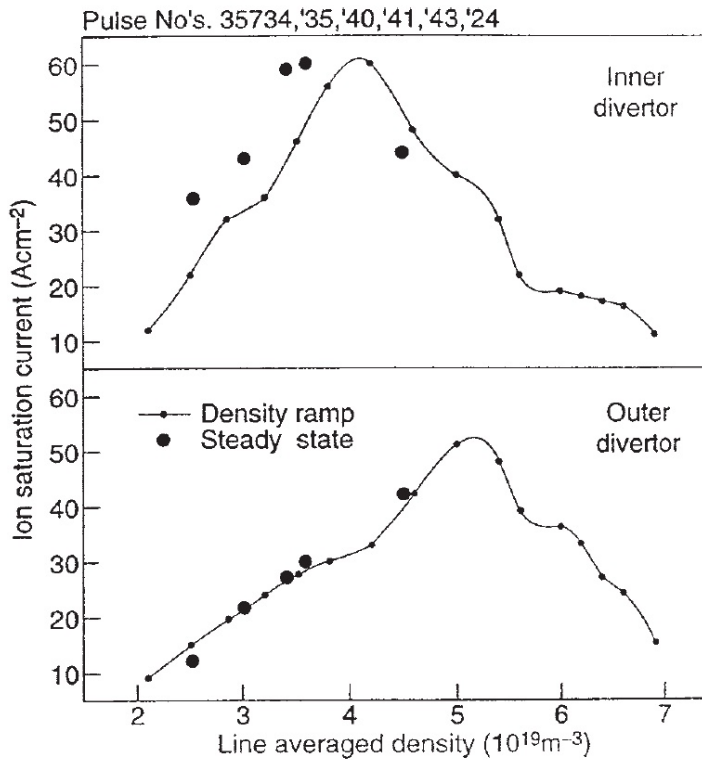 Pulse No's. 35734,'35,'40,'41,'43,'24
Inner
divertor
60
50
40
30
20
10
Ion saturation current (Acm⁻²)
Outer
divertor
Density ramp
Steady state
60
50
40
30
20
10
2 3 4 5 6 7
Line averaged density (10¹⁹m⁻³)